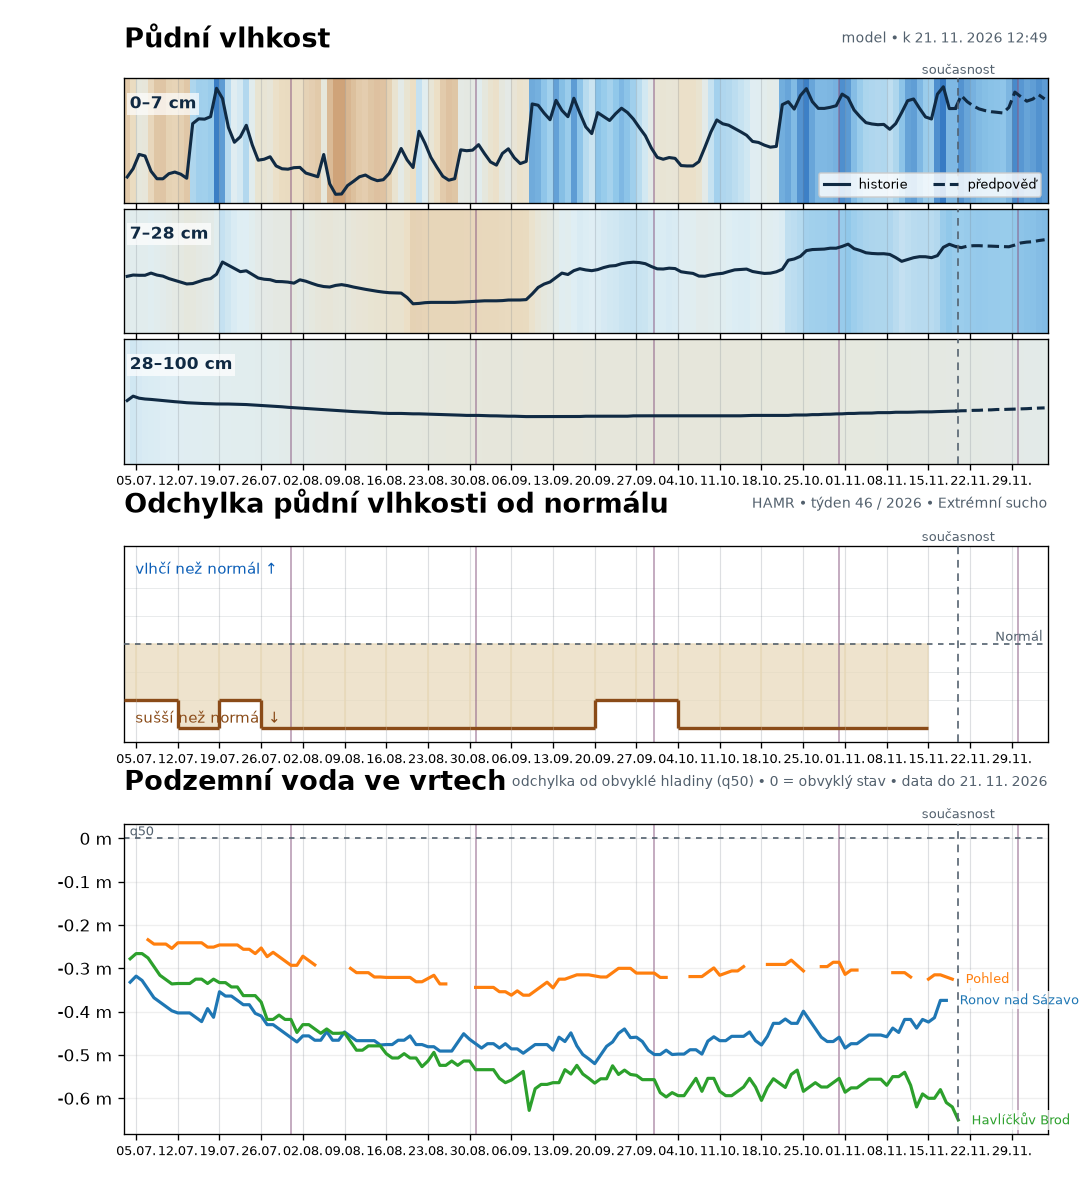 Půdní vlhkost
model • k 21. 11. 2026 12:49
současnost
0–7 cm
historie předpověď
7–28 cm
28–100 cm
05.07. 12.07. 19.07. 26.07. 02.08. 09.08. 16.08. 23.08. 30.08. 06.09. 13.09. 20.09. 27.09. 04.10. 11.10. 18.10. 25.10. 01.11. 08.11. 15.11. 22.11. 29.11.
Odchylka půdní vlhkosti od normálu
HAMR • týden 46 / 2026 • Extrémní sucho
současnost
vlhčí než normál ↑
Normál
sušší než normál ↓
05.07. 12.07. 19.07. 26.07. 02.08. 09.08. 16.08. 23.08. 30.08. 06.09. 13.09. 20.09. 27.09. 04.10. 11.10. 18.10. 25.10. 01.11. 08.11. 15.11. 22.11. 29.11.
Podzemní voda ve vrtech
odchylka od obvyklé hladiny (q50) • 0 = obvyklý stav • data do 21. 11. 2026
současnost
q50
0 m
-0.1 m
-0.2 m
-0.3 m
Pohled
Ronov nad Sázavo
-0.4 m
-0.5 m
-0.6 m
Havlíčkův Brod
05.07. 12.07. 19.07. 26.07. 02.08. 09.08. 16.08. 23.08. 30.08. 06.09. 13.09. 20.09. 27.09. 04.10. 11.10. 18.10. 25.10. 01.11. 08.11. 15.11. 22.11. 29.11.